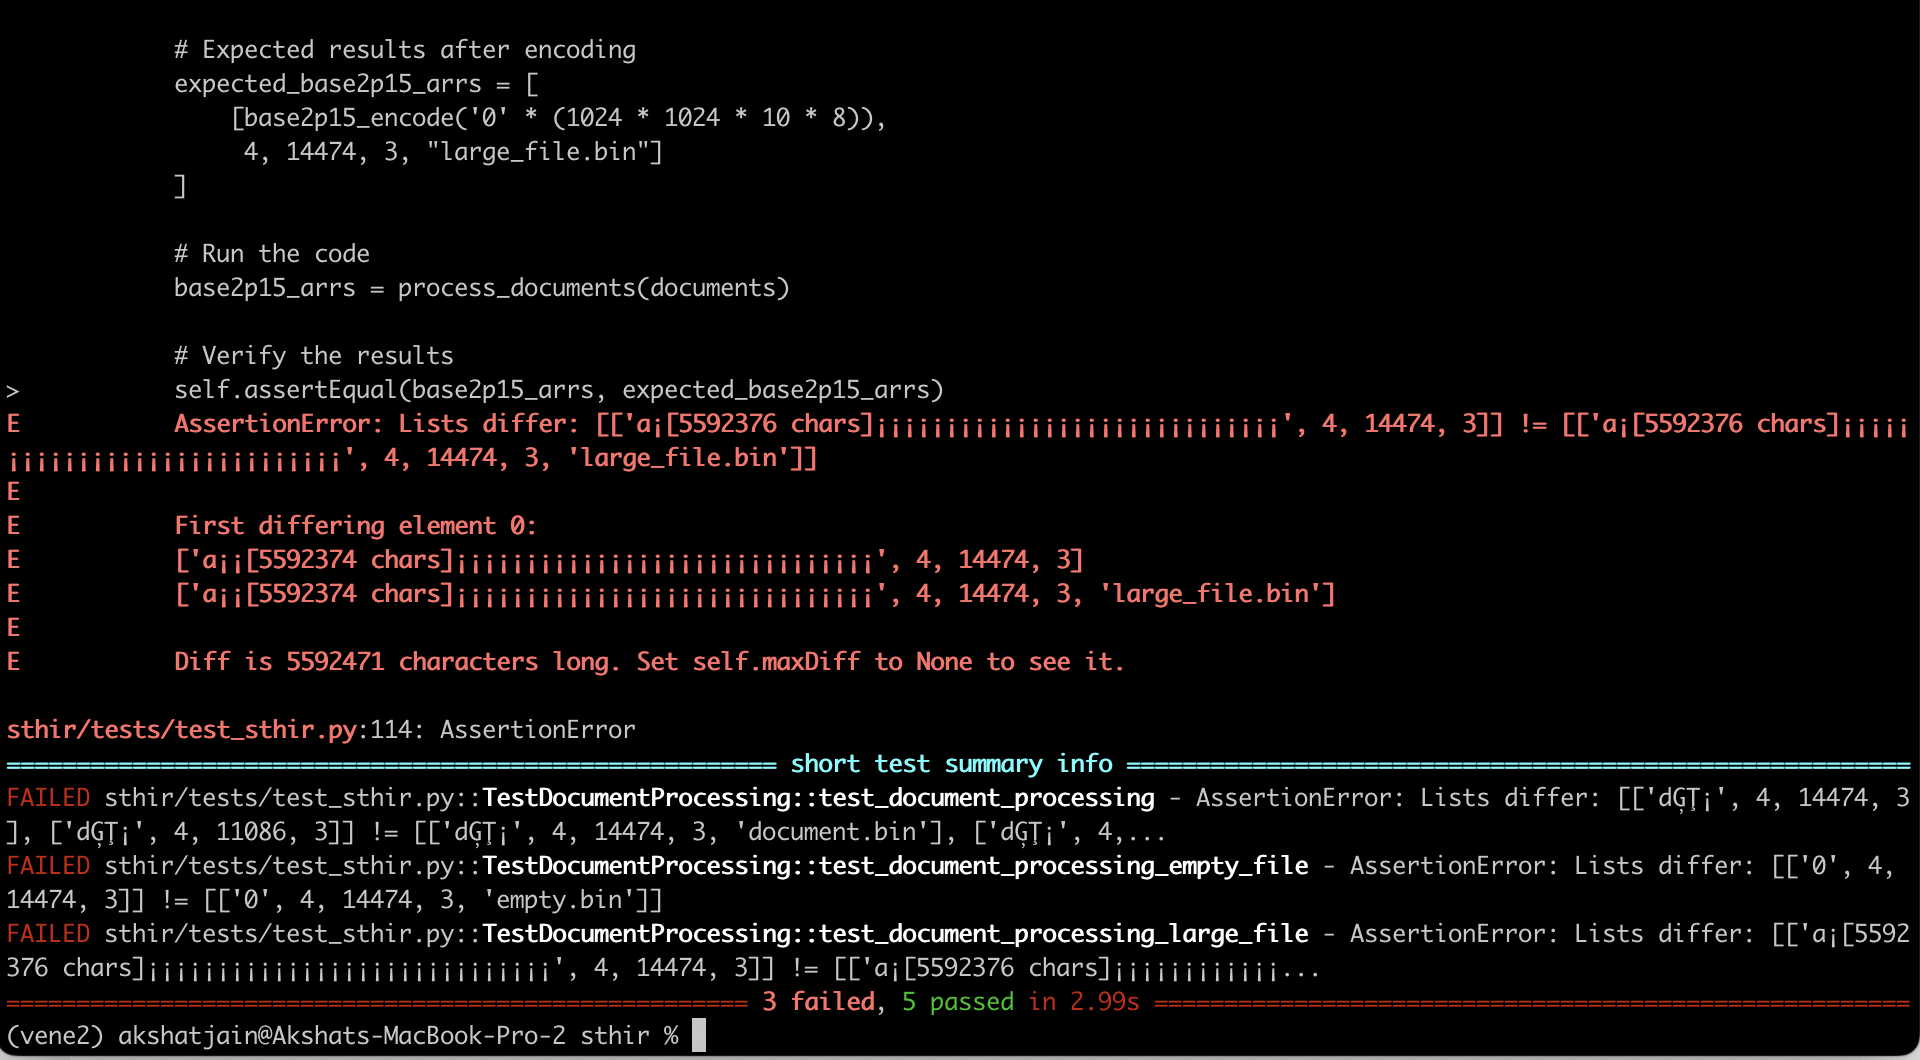 # Expected results after encoding
expected_base2p15_arrs = [
[base2p15_encode('0' * (1024 * 1024 * 10 * 8)),
4, 14474, 3, "large_file.bin"]
]
# Run the code
base2p15_arrs = process_documents(documents)
# Verify the results
> self.assertEqual(base2p15_arrs, expected_base2p15_arrs)
E AssertionError: Lists differ: [['a¡[5592376 chars]¡¡¡¡¡¡¡¡¡¡¡¡¡¡¡¡¡¡¡¡¡¡¡¡¡¡¡¡¡', 4, 14474, 3]] != [['a¡[5592376 chars]¡¡¡¡¡
¡¡¡¡¡¡¡¡¡¡¡¡¡¡¡¡¡¡¡¡¡¡¡¡', 4, 14474, 3, 'large_file.bin']]
E
E First differing element 0:
E ['a¡¡[5592374 chars]¡¡¡¡¡¡¡¡¡¡¡¡¡¡¡¡¡¡¡¡¡¡¡¡¡¡¡¡¡¡', 4, 14474, 3]
E ['a¡¡[5592374 chars]¡¡¡¡¡¡¡¡¡¡¡¡¡¡¡¡¡¡¡¡¡¡¡¡¡¡¡¡¡¡', 4, 14474, 3, 'large_file.bin']
E
E Diff is 5592471 characters long. Set self.maxDiff to None to see it.
sthir/tests/test_sthir.py:114: AssertionError
======================================================= short test summary info ========================================================
FAILED sthir/tests/test_sthir.py::TestDocumentProcessing::test_document_processing - AssertionError: Lists differ: [['dĢŢ¡', 4, 14474, 3
], ['dĢŢ¡', 4, 11086, 3]] != [['dĢŢ¡', 4, 14474, 3, 'document.bin'], ['dĢŢ¡', 4,...
FAILED sthir/tests/test_sthir.py::TestDocumentProcessing::test_document_processing_empty_file - AssertionError: Lists differ: [['0', 4,
14474, 3]] != [['0', 4, 14474, 3, 'empty.bin']]
FAILED sthir/tests/test_sthir.py::TestDocumentProcessing::test_document_processing_large_file - AssertionError: Lists differ: [['a¡[5592
376 chars]¡¡¡¡¡¡¡¡¡¡¡¡¡¡¡¡¡¡¡¡¡¡¡¡¡¡¡¡¡', 4, 14474, 3]] != [['a¡[5592376 chars]¡¡¡¡¡¡¡¡¡¡¡¡...
===================================================== 3 failed, 5 passed in 2.99s ======================================================
(vene2) akshatjain@Akshats-MacBook-Pro-2 sthir %